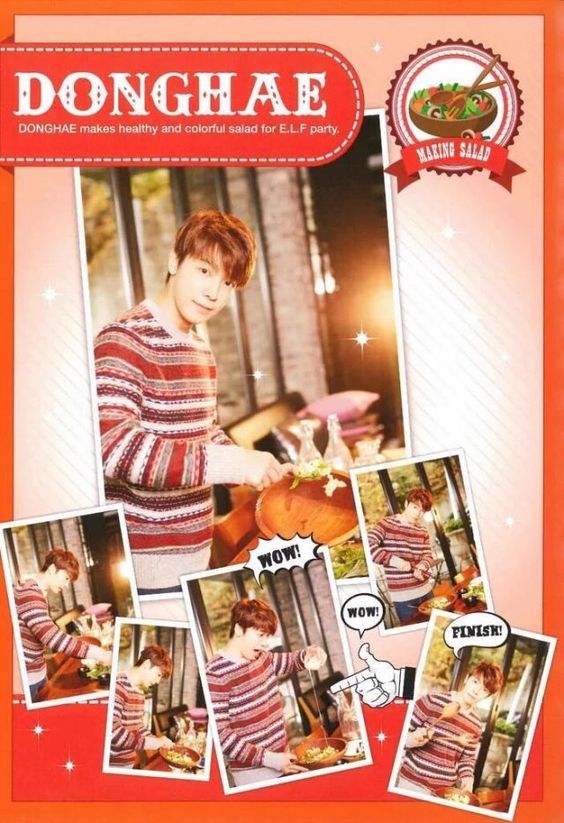 DONGHAE
DONGHAE makes healthy and colorful salad for E.L.F party.
MAKING SALAD
WOW!
WOW!
FINISH!